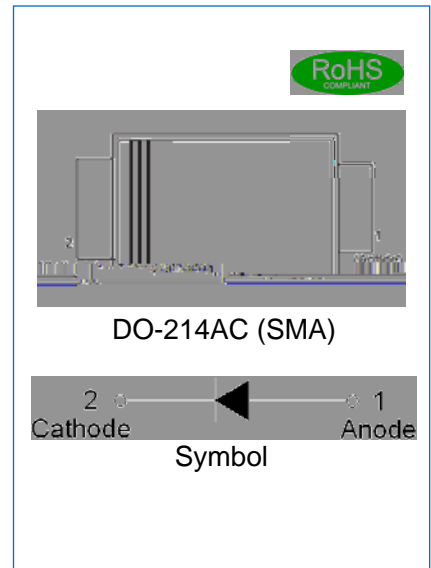 RoHS
COMPLIANT
2
1
DO-214AC (SMA)
2 1
Cathode Anode
Symbol